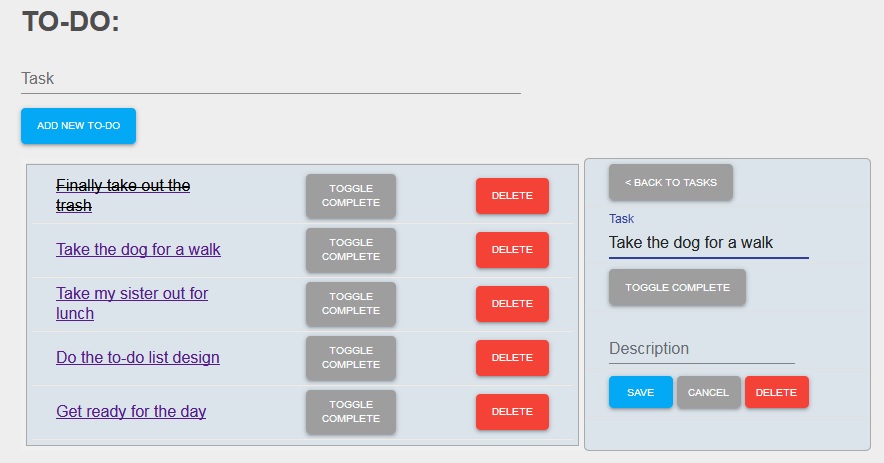 TO-DO:
Task
ADD NEW TO-DO
Finally take out the
trash
TOGGLE
COMPLETE
DELETE
Take the dog for a walk
TOGGLE
COMPLETE
DELETE
Take my sister out for
lunch
TOGGLE
COMPLETE
DELETE
Do the to-do list design
TOGGLE
COMPLETE
DELETE
Get ready for the day
TOGGLE
COMPLETE
DELETE
< BACK TO TASKS
Task
Take the dog for a walk
TOGGLE COMPLETE
Description
SAVE CANCEL DELETE